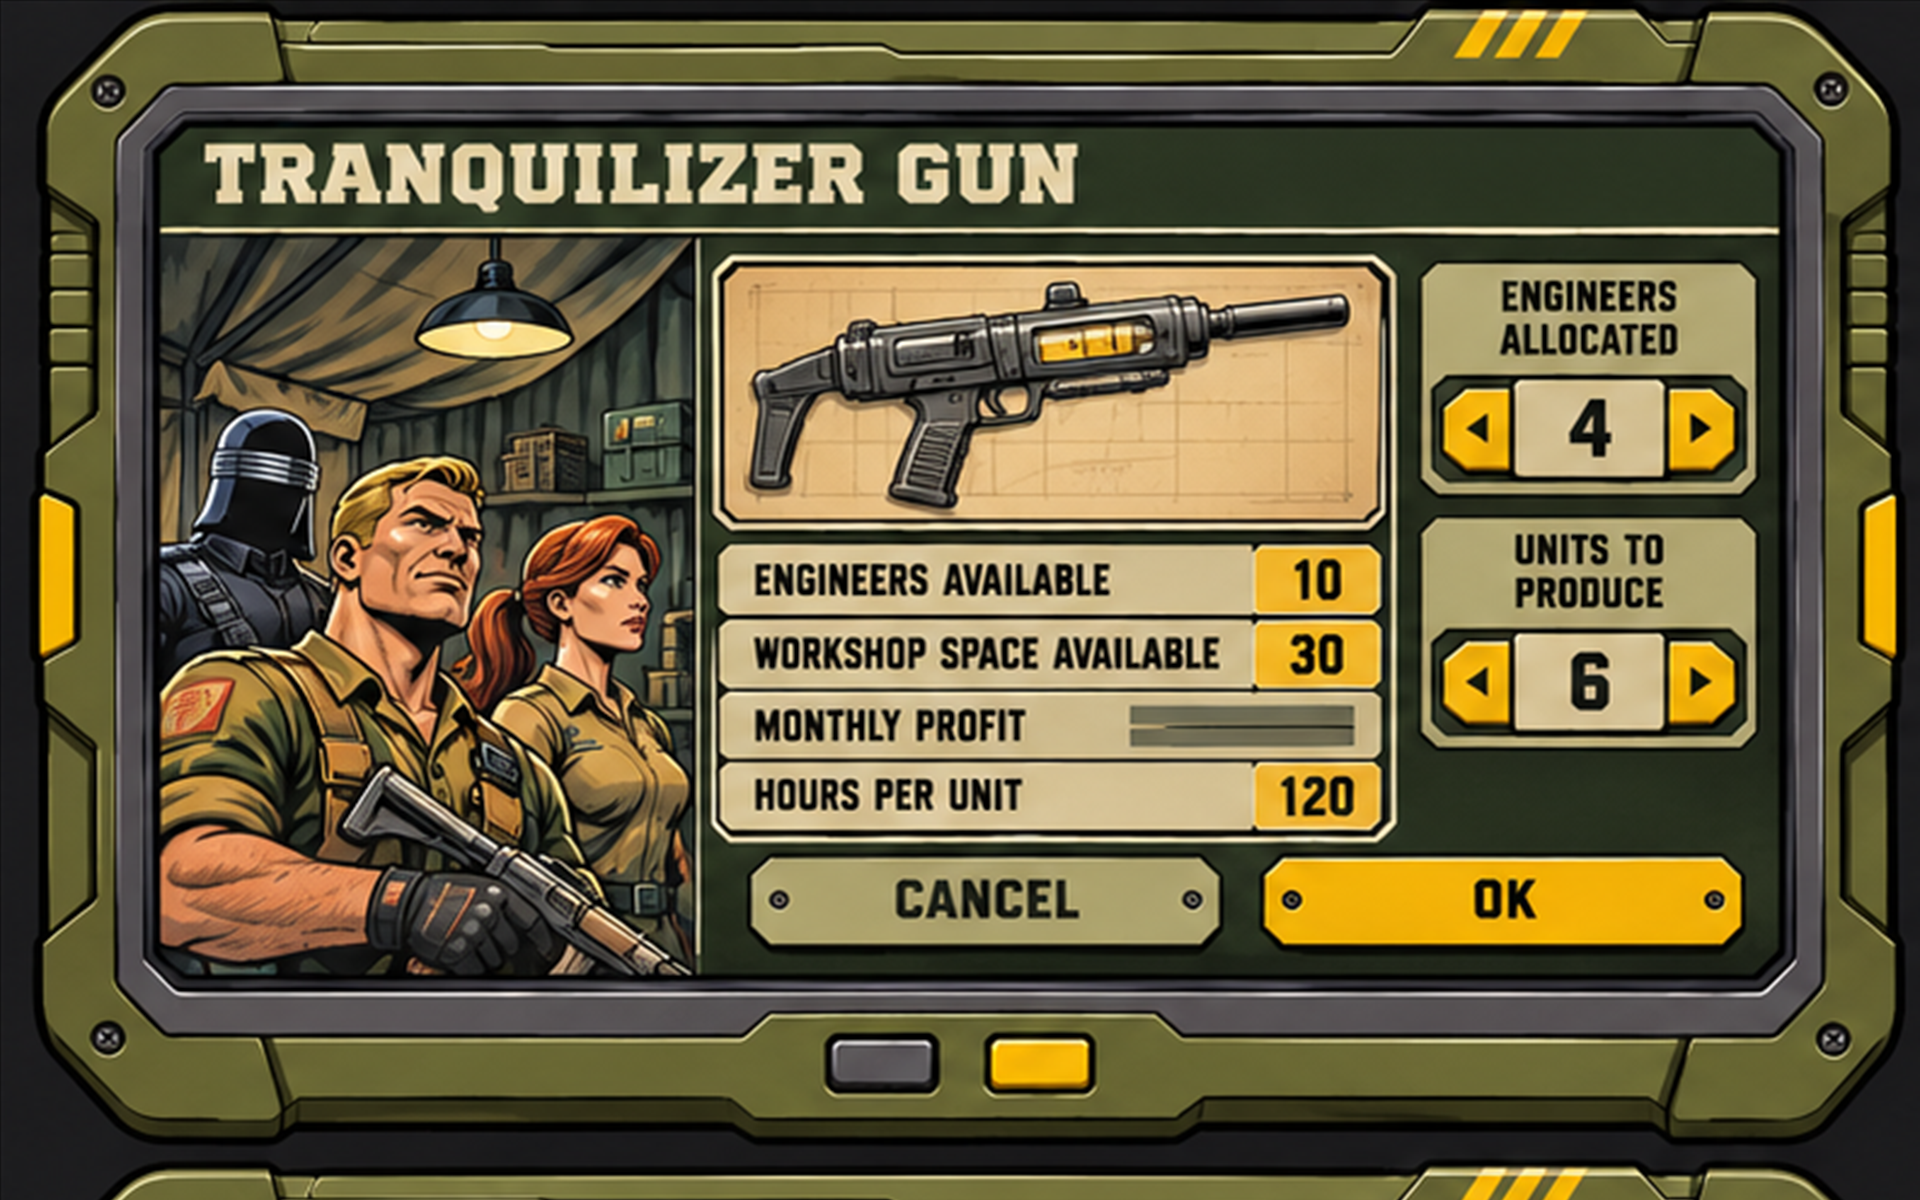 TRANQUILIZER GUN
ENGINEERS AVAILABLE 10
WORKSHOP SPACE AVAILABLE 30
MONTHLY PROFIT
HOURS PER UNIT 120
ENGINEERS
ALLOCATED
4
UNITS TO
PRODUCE
6
CANCEL
OK